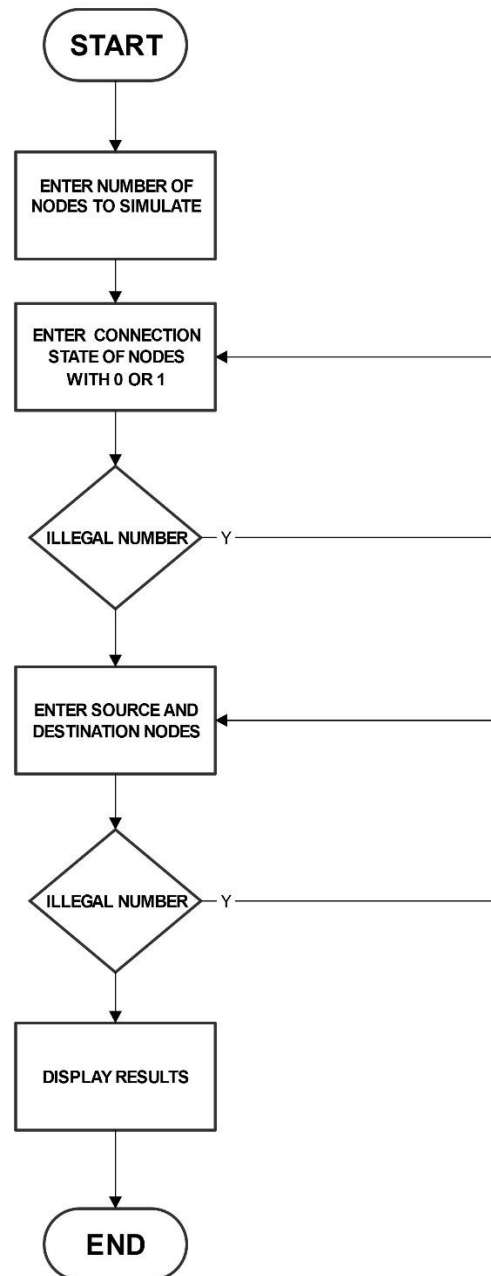 START
ENTER NUMBER OF
NODES TO SIMULATE
ENTER CONNECTION
STATE OF NODES
WITH 0 OR 1
ILLEGAL NUMBER
Y
ENTER SOURCE AND
DESTINATION NODES
ILLEGAL NUMBER
Y
DISPLAY RESULTS
END